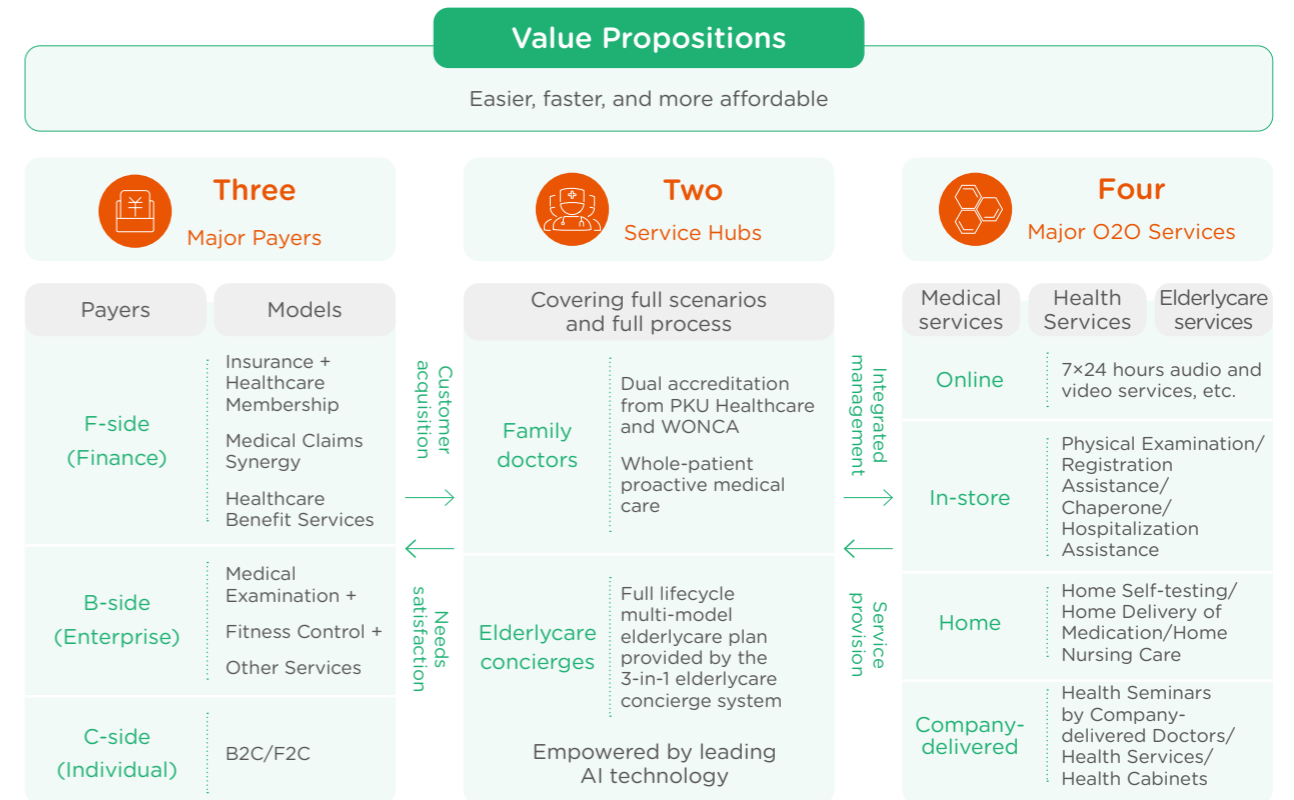 Value Propositions
Easier, faster, and more affordable
Three
Major Payers
Payers
Models
F-side
(Finance)
Insurance +
Healthcare
Membership
Medical Claims
Synergy
Healthcare
Benefit Services
B-side
(Enterprise)
Medical
Examination +
Fitness Control +
Other Services
C-side
(Individual)
B2C/F2C
Customer
acquisition
Needs
satisfaction
Two
Service Hubs
Covering full scenarios
and full process
Family
doctors
Dual accreditation
from PKU Healthcare
and WONCA
Whole-patient
proactive medical
care
Elderlycare
concierges
Full lifecycle
multi-model
elderlycare plan
provided by the
3-in-1 elderlycare
concierge system
Empowered by leading
AI technology
Integrated
management
Service
provision
Four
Major O2O Services
Medical
services
Health
Services
Elderlycare
services
Online
7×24 hours audio and
video services, etc.
In-store
Physical Examination/
Registration
Assistance/
Chaperone/
Hospitalization
Assistance
Home
Home Self-testing/
Home Delivery of
Medication/Home
Nursing Care
Company-
delivered
Health Seminars
by Company-
delivered Doctors/
Health Services/
Health Cabinets